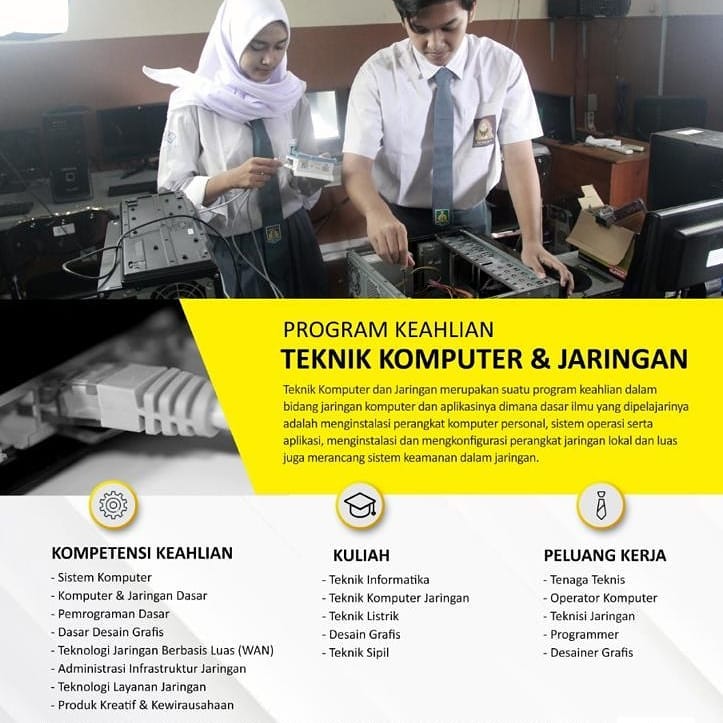 PROGRAM KEAHLIAN
TEKNIK KOMPUTER & JARINGAN
Teknik Komputer dan Jaringan merupakan suatu program keahlian dalam
bidang jaringan komputer dan aplikasinya dimana dasar ilmu yang dipelajarinya
adalah menginstalasi perangkat komputer personal, sistem operasi serta
aplikasi, menginstalasi dan mengkonfigurasi perangkat jaringan lokal dan luas
juga merancang sistem keamanan dalam jaringan.
KOMPETENSI KEAHLIAN
- Sistem Komputer
- Komputer & Jaringan Dasar
- Pemrograman Dasar
- Dasar Desain Grafis
- Teknologi Jaringan Berbasis Luas (WAN)
- Administrasi Infrastruktur Jaringan
- Teknologi Layanan Jaringan
- Produk Kreatif & Kewirausahaan
KULIAH
- Teknik Informatika
- Teknik Komputer Jaringan
- Teknik Listrik
- Desain Grafis
- Teknik Sipil
PELUANG KERJA
- Tenaga Teknis
- Operator Komputer
- Teknisi Jaringan
- Programmer
- Desainer Grafis